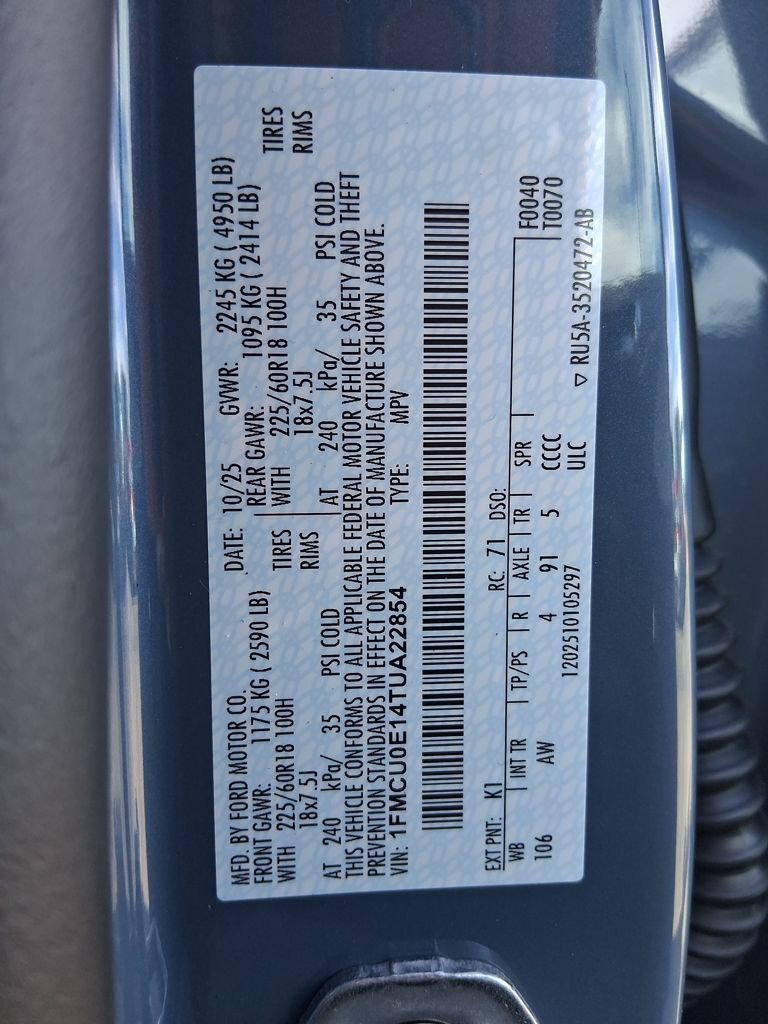 MFD. BY FORD MOTOR CO. DATE: 10/25 GVWR: 2245 KG ( 4950 LB)
FRONT GAWR: 1175 KG ( 2590 LB) REAR GAWR: 1095 KG ( 2414 LB)
WITH 225/60R18 100H TIRES WITH 225/60R18 100H TIRES
18x7.5J RIMS 18x7.5J RIMS
AT 240 kPa/ 35 PSI COLD AT 240 kPa/ 35 PSI COLD
THIS VEHICLE CONFORMS TO ALL APPLICABLE FEDERAL MOTOR VEHICLE SAFETY AND THEFT
PREVENTION STANDARDS IN EFFECT ON THE DATE OF MANUFACTURE SHOWN ABOVE.
VIN: 1FMCU0E14TUA22854 TYPE: MPV
EXT PNT: K1 RC: 71 DSO: F0040
WB INT TR TP/PS R AXLE TR SPR T0070
106 AW 4 91 5 CCCC
120251010529​7 ULC ▽ RU5A-3520472-AB